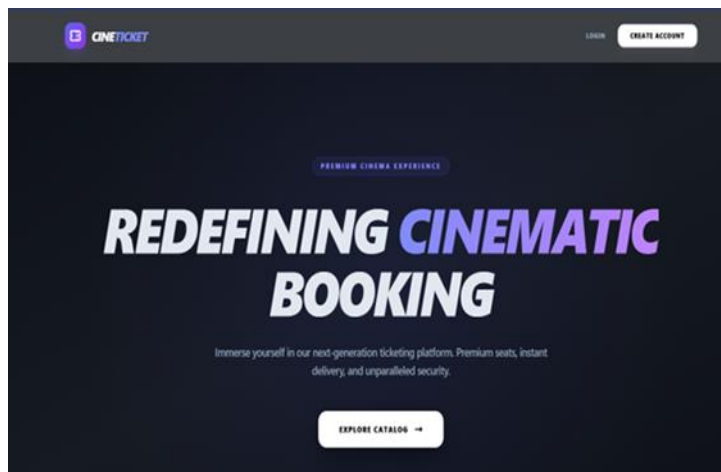 CINETICKET
LOGIN
CREATE ACCOUNT
PREMIUM CINEMA EXPERIENCE
REDEFINING CINEMATIC
BOOKING
Immerse yourself in our next-generation ticketing platform. Premium seats, instant
delivery, and unparalleled security.
EXPLORE CATALOG →